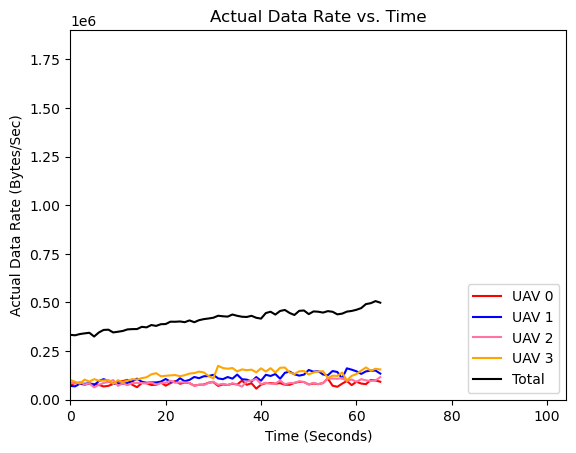 Actual Data Rate vs. Time
1e6
1.75
1.50
1.25
1.00
0.75
0.50
0.25
0.00
Actual Data Rate (Bytes/Sec)
0 20 40 60 80 100
Time (Seconds)
UAV 0
UAV 1
UAV 2
UAV 3
Total